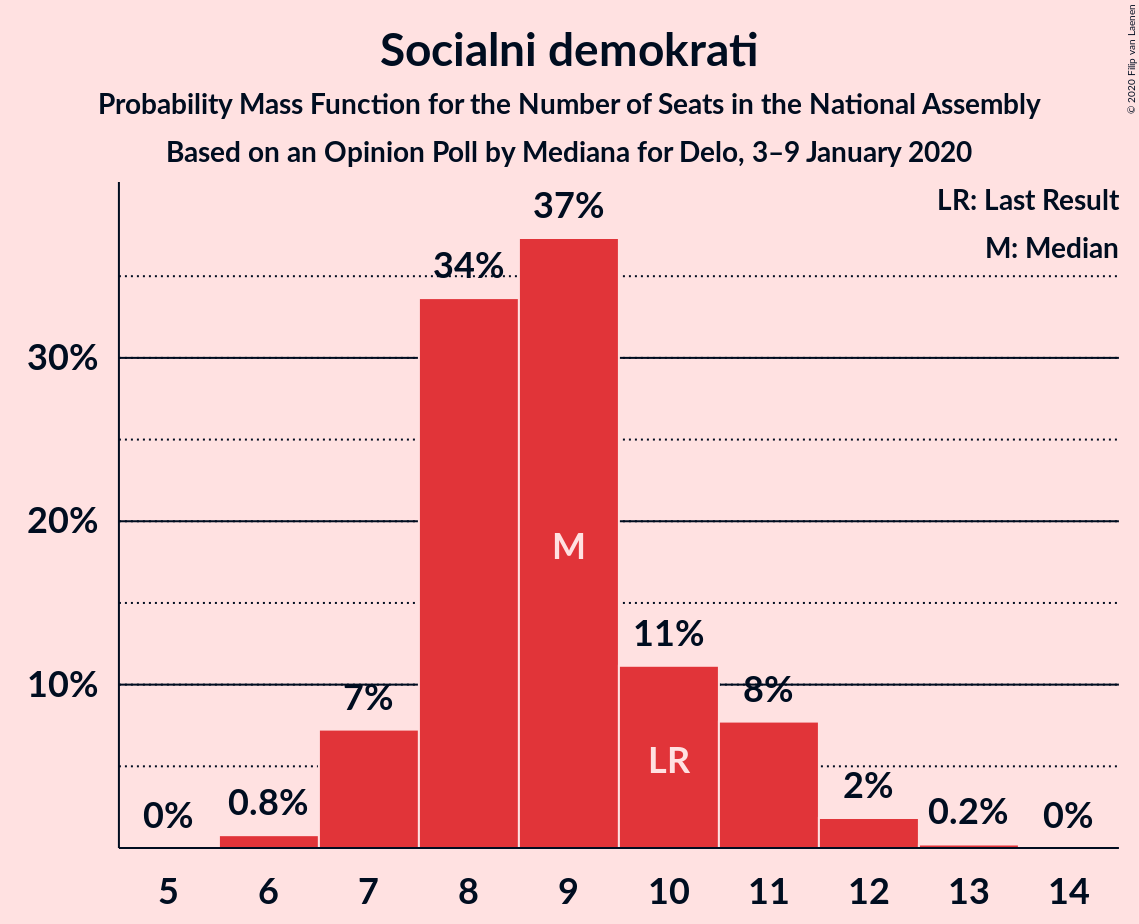 Socialni demokrati
Probability Mass Function for the Number of Seats in the National Assembly
Based on an Opinion Poll by Mediana for Delo, 3–9 January 2020
© 2020 Filip van Laenen
LR: Last Result
M: Median
37%
34%
30%
20%
M
11%
10%
7%
8%
LR
0%
0.8%
2%
0.2%
0%
5 6 7 8 9 10 11 12 13 14